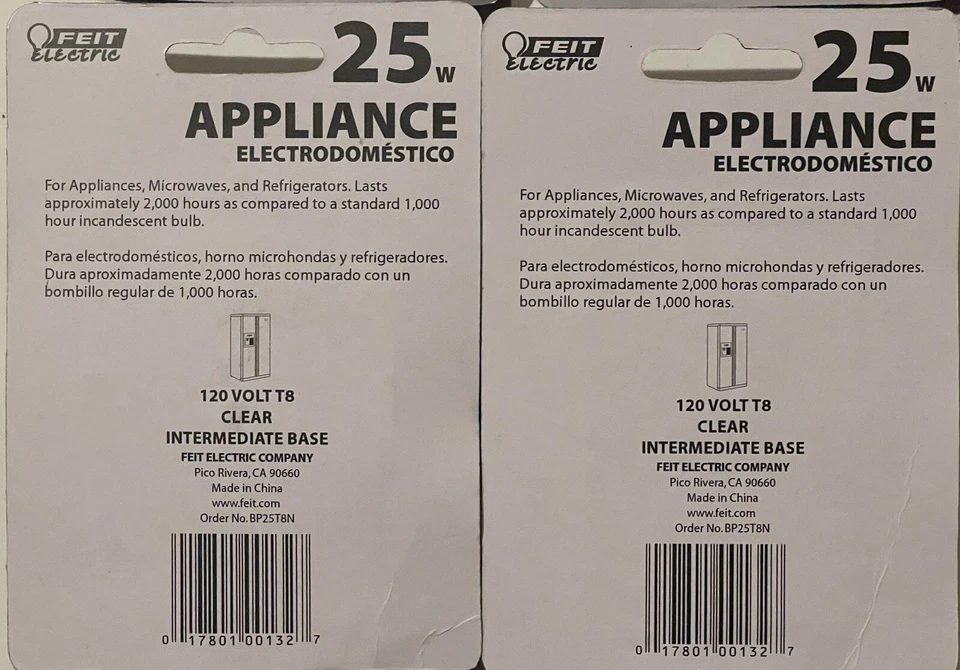 FEIT
Electric
25 W
APPLIANCE
ELECTRODOMÉSTICO
For Appliances, Microwaves, and Refrigerators. Lasts
approximately 2,000 hours as compared to a standard 1,000
hour incandescent bulb.
Para electrodomésticos, horno microhondas y refrigeradores.
Dura aproximadamente 2,000 horas comparado con un
bombillo regular de 1,000 horas.
120 VOLT T8
CLEAR
INTERMEDIATE BASE
FEIT ELECTRIC COMPANY
Pico Rivera, CA 90660
Made in China
www.feit.com
Order No. BP25T8N
0 17801 00132 7
FEIT
Electric
25 W
APPLIANCE
ELECTRODOMÉSTICO
For Appliances, Microwaves, and Refrigerators. Lasts
approximately 2,000 hours as compared to a standard 1,000
hour incandescent bulb.
Para electrodomésticos, horno microhondas y refrigeradores.
Dura aproximadamente 2,000 horas comparado con un
bombillo regular de 1,000 horas.
120 VOLT T8
CLEAR
INTERMEDIATE BASE
FEIT ELECTRIC COMPANY
Pico Rivera, CA 90660
Made in China
www.feit.com
Order No. BP25T8N
0 17801 00132 7